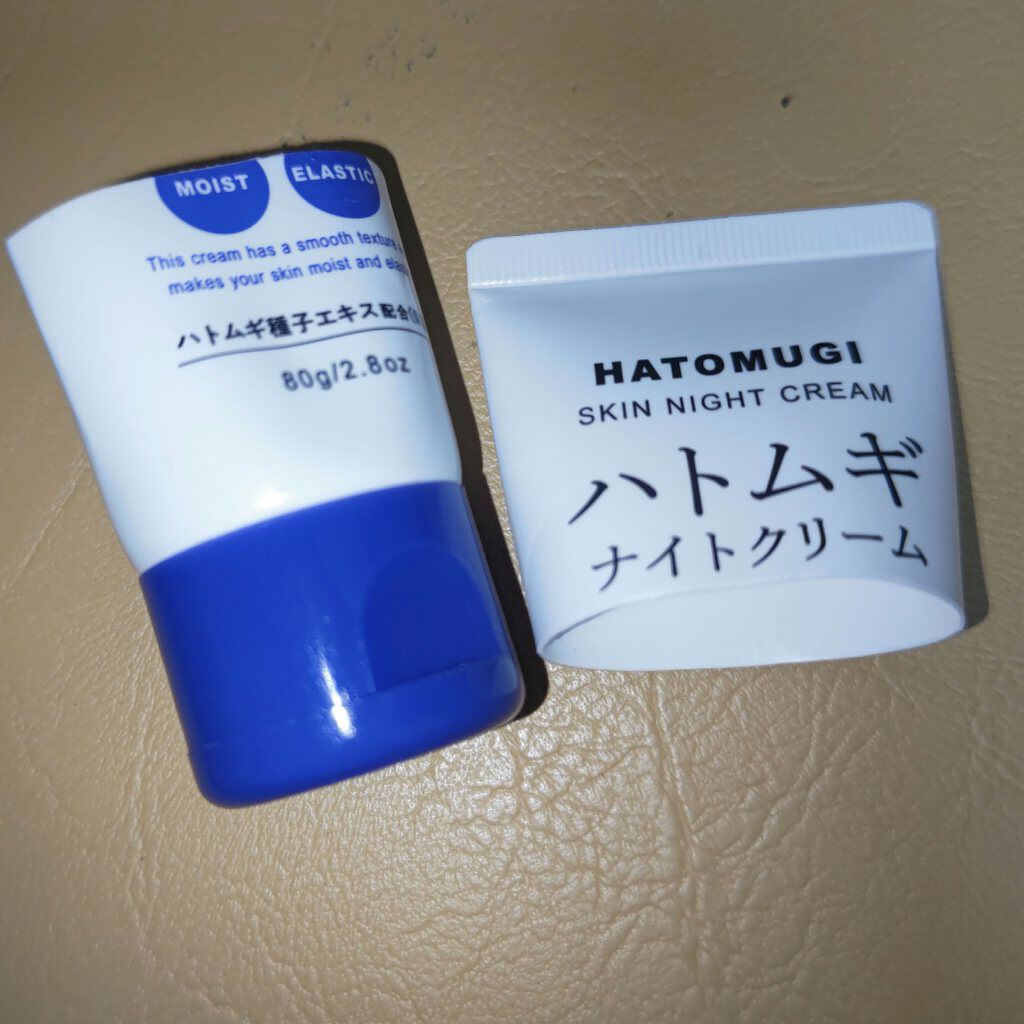 MOIST ELASTIC
This cream has a smooth texture
makes your skin moist and
ハトムギ種子エキス配合
80g/2.8oz
HATOMUGI
SKIN NIGHT CREAM
ハトムギ
ナイトクリーム